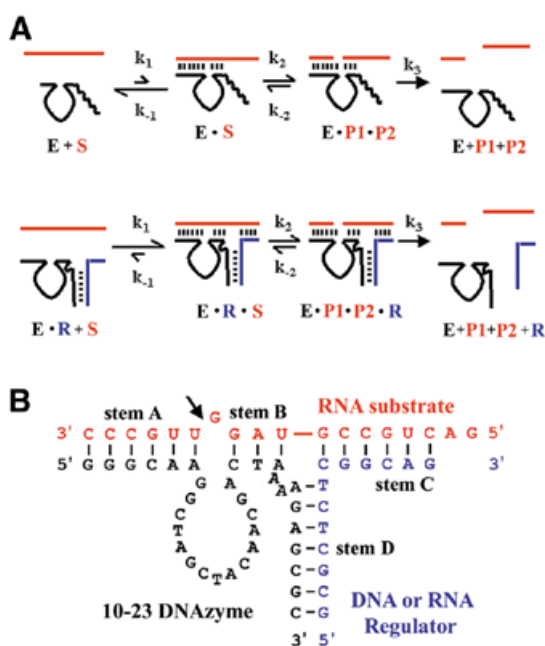 A
k1 k2 k3
k-1 k-2
E + S E · S E · P1 · P2 E+P1+P2
k1 k2 k3
k-1 k-2
E · R + S E · R · S E · P1 · P2 · R E+P1+P2 +R
B
stem A G stem B RNA substrate
3' C C C G U U G A U G C C G U C A G 5'
5' G G G C A A C T A C G G C A G 3'
stem C
G G C T A G C T A C A A C G A
A A
A G A G C G C
T C T C G C G
stem D
10-23 DNAzyme
DNA or RNA
Regulator
3' 5'